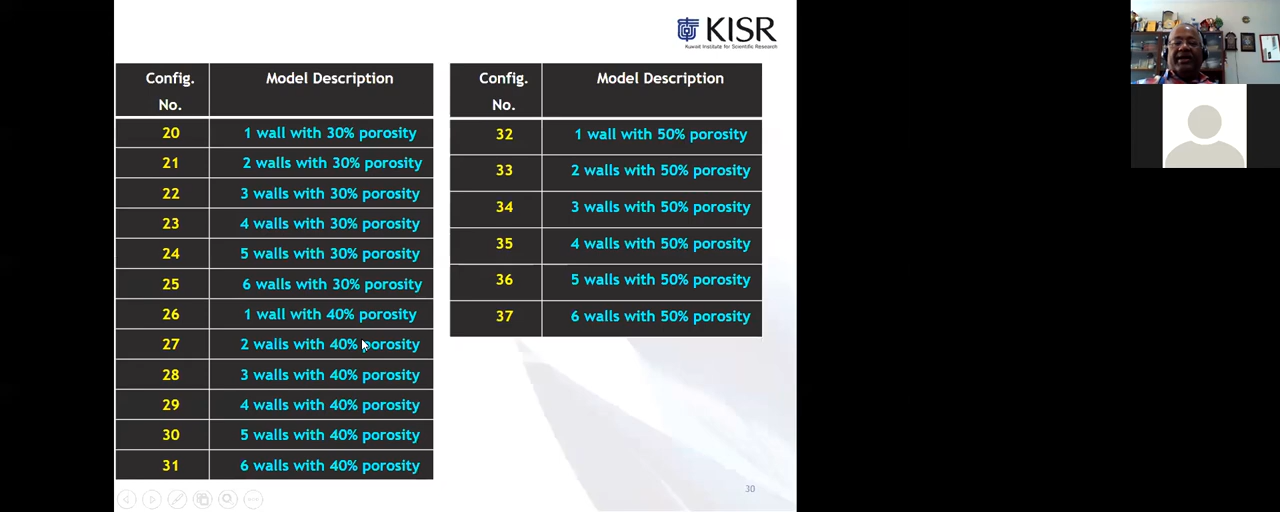 KISR
Kuwait Institute for Scientific Research
Config. No. Model Description
20 1 wall with 30% porosity
21 2 walls with 30% porosity
22 3 walls with 30% porosity
23 4 walls with 30% porosity
24 5 walls with 30% porosity
25 6 walls with 30% porosity
26 1 wall with 40% porosity
27 2 walls with 40% porosity
28 3 walls with 40% porosity
29 4 walls with 40% porosity
30 5 walls with 40% porosity
31 6 walls with 40% porosity
Config. No. Model Description
32 1 wall with 50% porosity
33 2 walls with 50% porosity
34 3 walls with 50% porosity
35 4 walls with 50% porosity
36 5 walls with 50% porosity
37 6 walls with 50% porosity
30